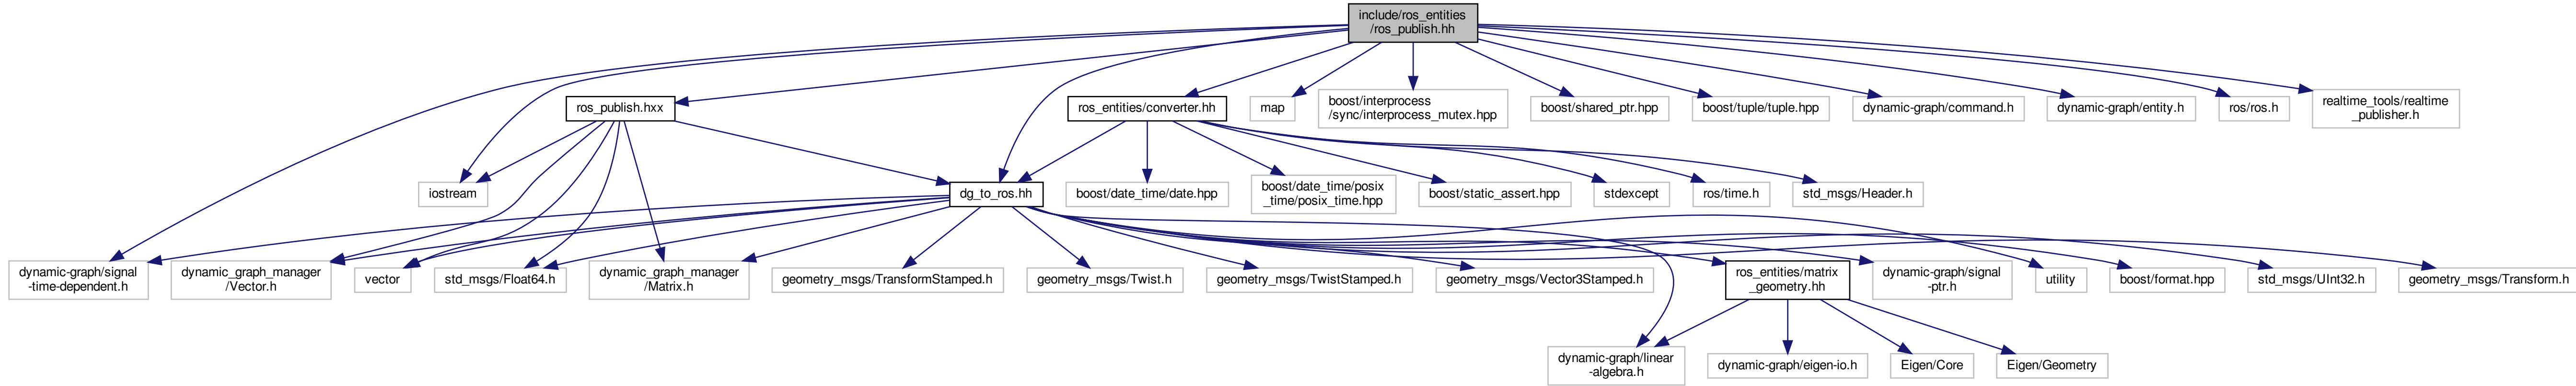 include/ros_entities
/ros_publish.hh
ros_publish.hxx
ros_entities/converter.hh
map
boost/interprocess
/sync/interprocess_mutex.hpp
boost/shared_ptr.hpp
boost/tuple/tuple.hpp
dynamic-graph/command.h
dynamic-graph/entity.h
ros/ros.h
realtime_tools/realtime
_publisher.h
iostream
dg_to_ros.hh
boost/date_time/date.hpp
boost/date_time/posix
_time/posix_time.hpp
boost/static_assert.hpp
stdexcept
ros/time.h
std_msgs/Header.h
dynamic-graph/signal
-time-dependent.h
dynamic_graph_manager
/Vector.h
vector
std_msgs/Float64.h
dynamic_graph_manager
/Matrix.h
geometry_msgs/TransformStamped.h
geometry_msgs/Twist.h
geometry_msgs/TwistStamped.h
geometry_msgs/Vector3Stamped.h
ros_entities/matrix
_geometry.hh
dynamic-graph/signal
-ptr.h
utility
boost/format.hpp
std_msgs/UInt32.h
geometry_msgs/Transform.h
dynamic-graph/linear
-algebra.h
dynamic-graph/eigen-io.h
Eigen/Core
Eigen/Geometry